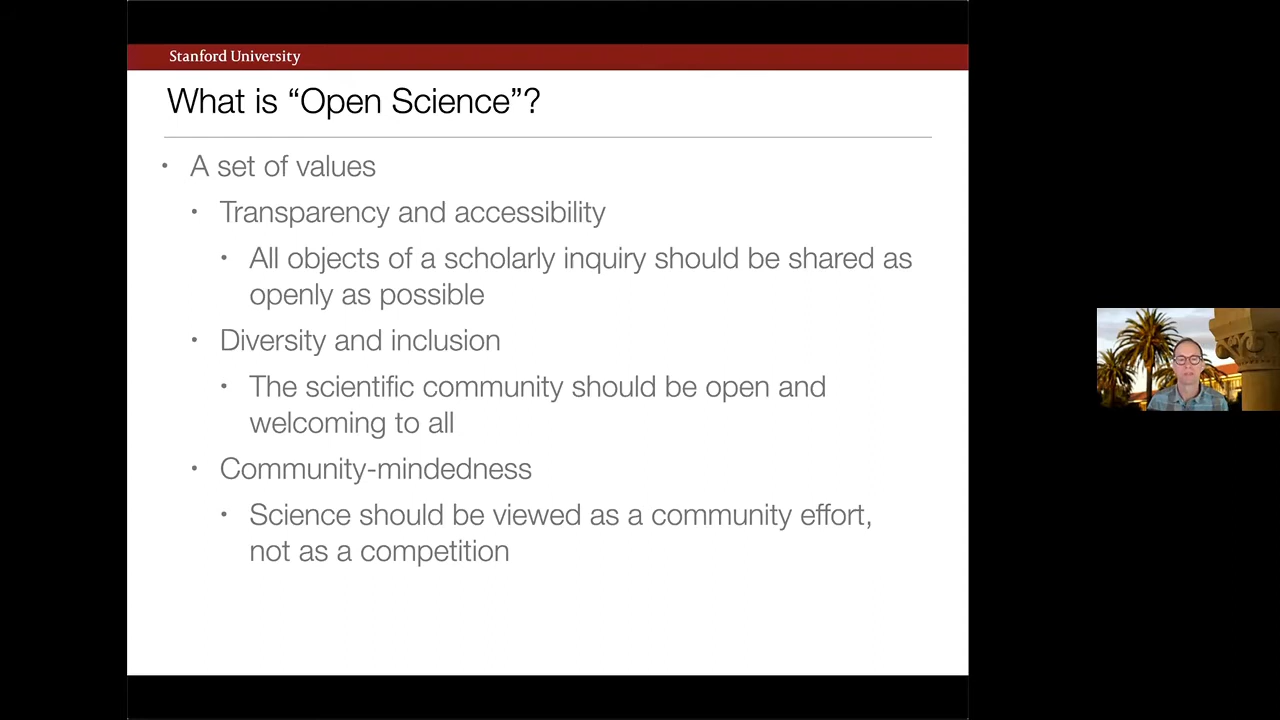 Stanford University
What is “Open Science”?
• A set of values
• Transparency and accessibility
• All objects of a scholarly inquiry should be shared as
openly as possible
• Diversity and inclusion
• The scientific community should be open and
welcoming to all
• Community-mindedness
• Science should be viewed as a community effort,
not as a competition